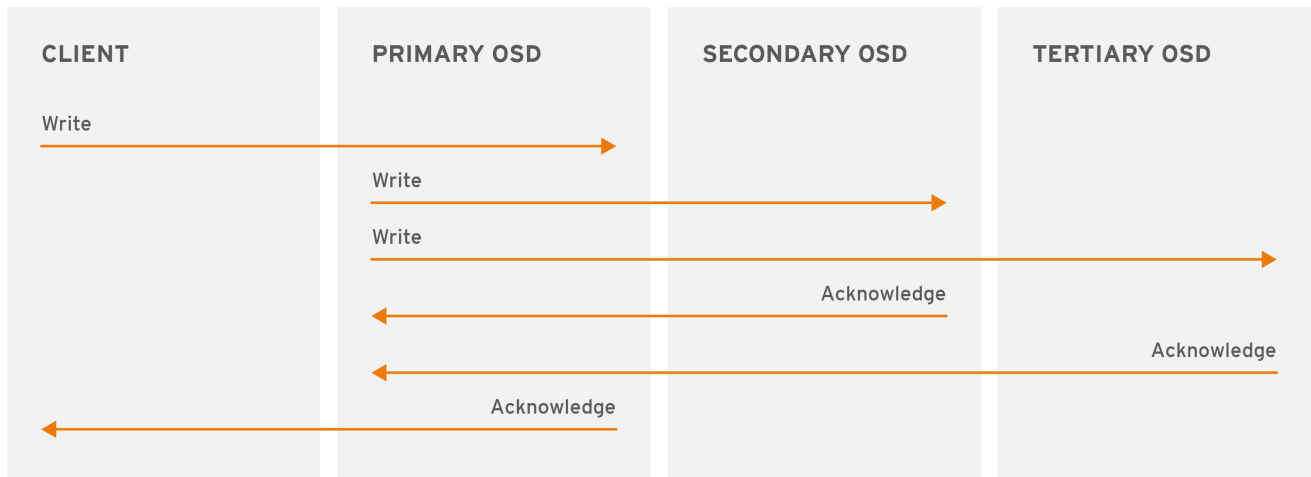 CLIENT
PRIMARY OSD
SECONDARY OSD
TERTIARY OSD
Write
Write
Write
Acknowledge
Acknowledge
Acknowledge